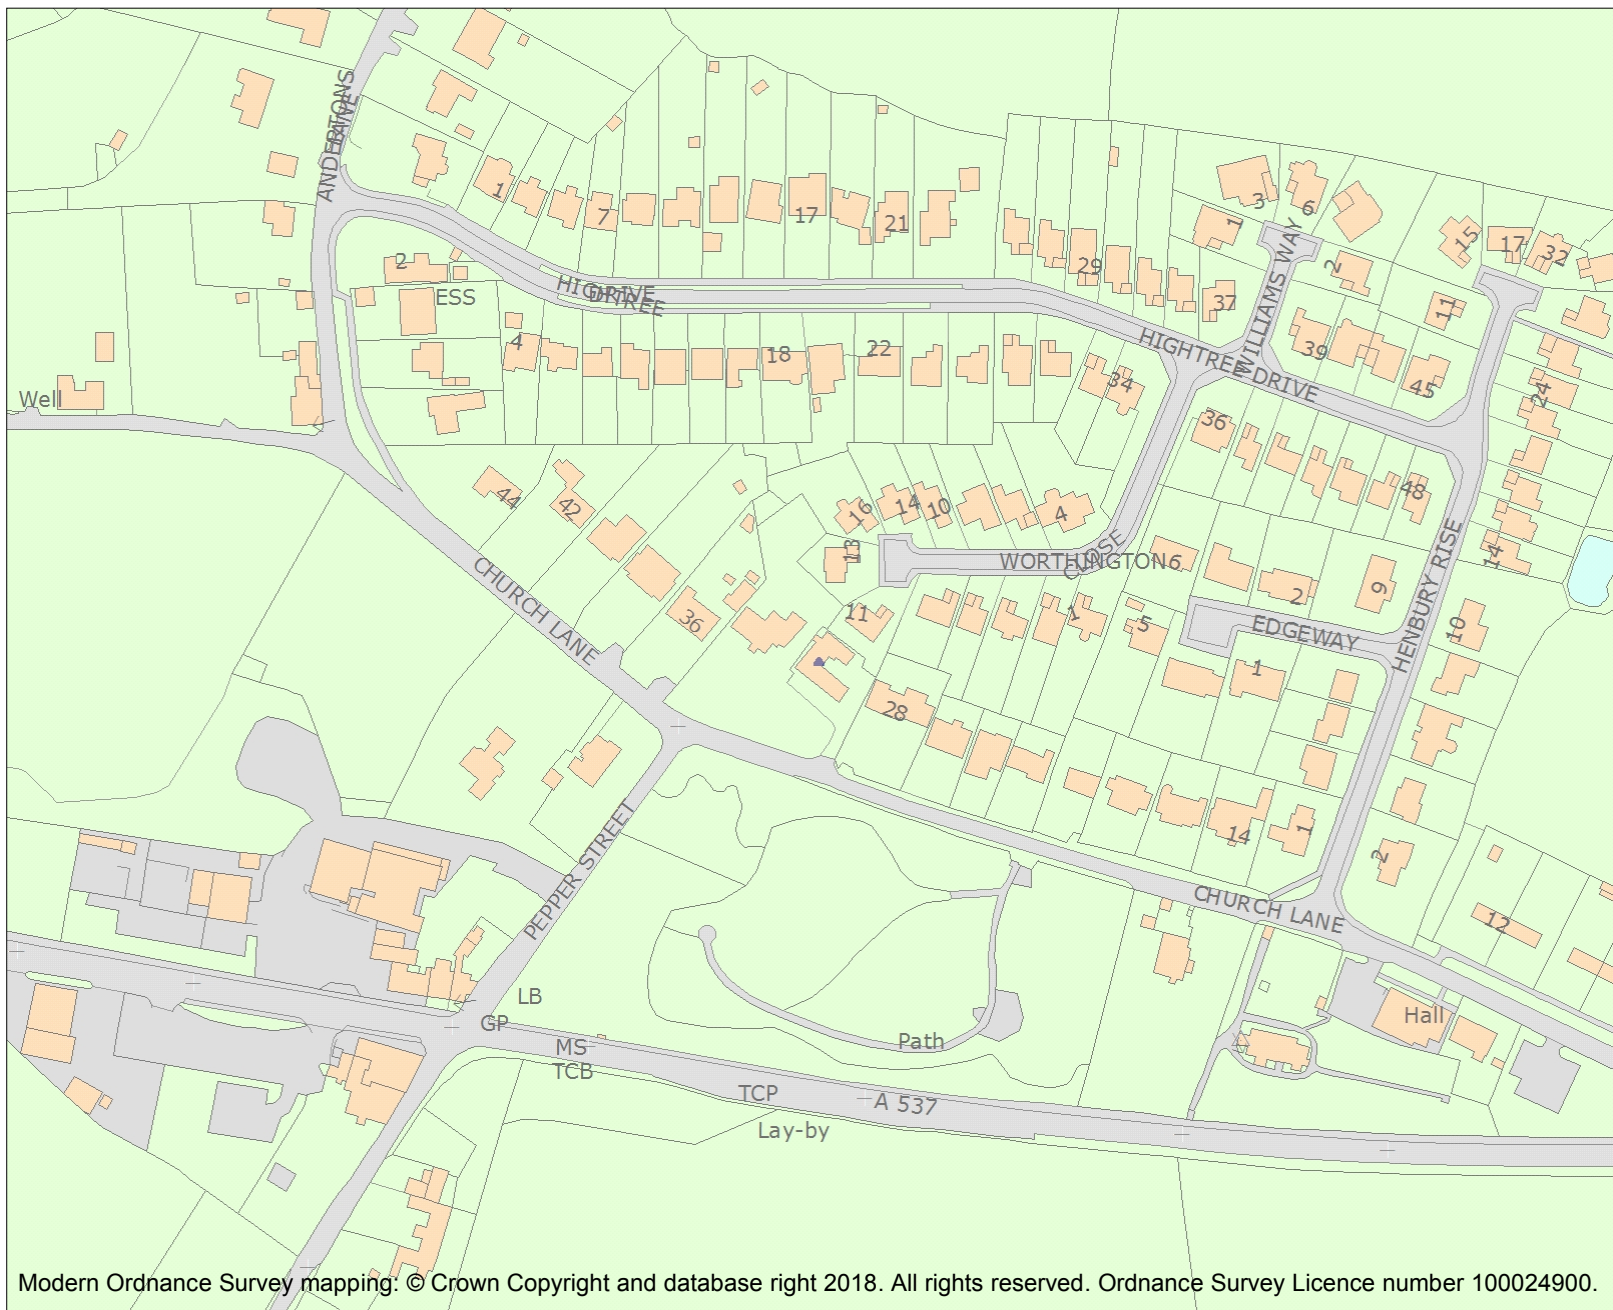 ANDERTONS
LANE
1
7
17
21
29
37
1
3
6
WILLIAMS WAY
2
15
17
32
11
2
ESS
HIGHTREE
DRIVE
4
18
22
34
HIGHTREE DRIVE
39
45
24
Well
36
48
44
42
16
14
10
4
13
WORTHINGTON
CLOSE
6
2
9
14
HENBURY RISE
CHURCH LANE
36
11
1
5
EDGEWAY
10
1
28
14
1
2
PEPPER STREET
CHURCH LANE
12
LB
GP
MS
TCB
Path
Hall
TCP
A 537
Lay-by
Modern Ordnance Survey mapping: © Crown Copyright and database right 2018. All rights reserved. Ordnance Survey Licence number 100024900.